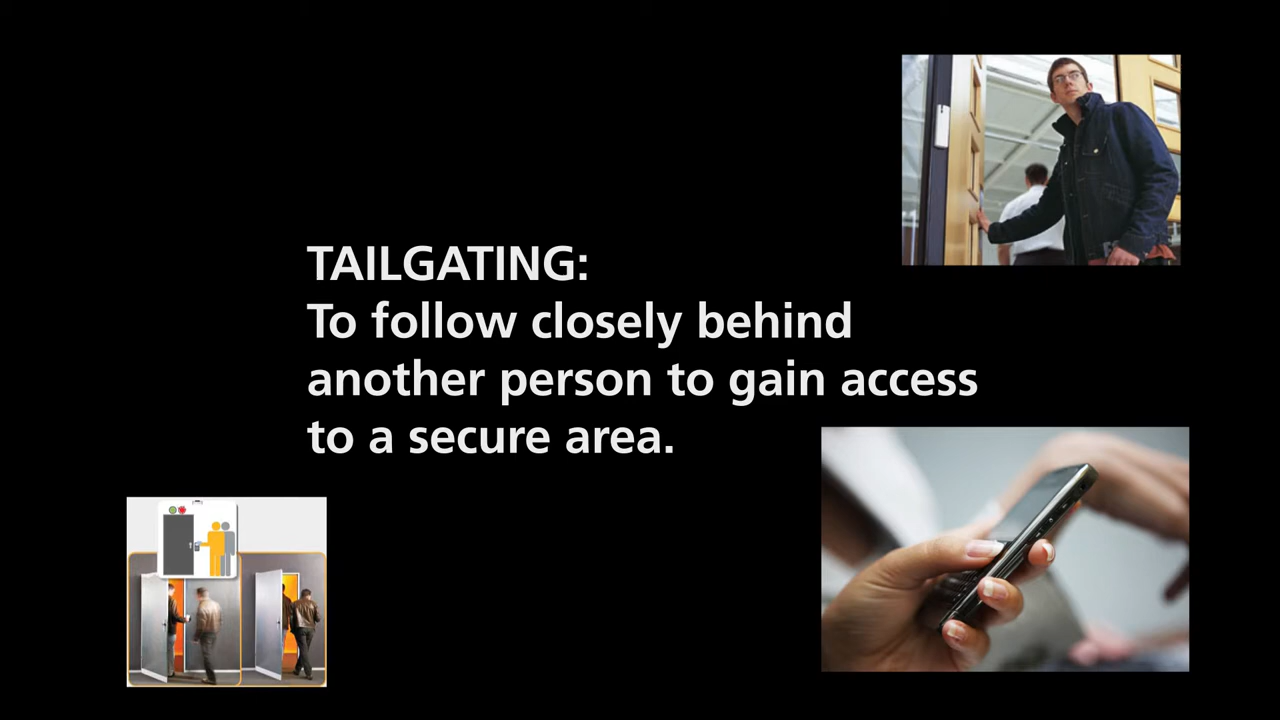 TAILGATING:
To follow closely behind
another person to gain access
to a secure area.